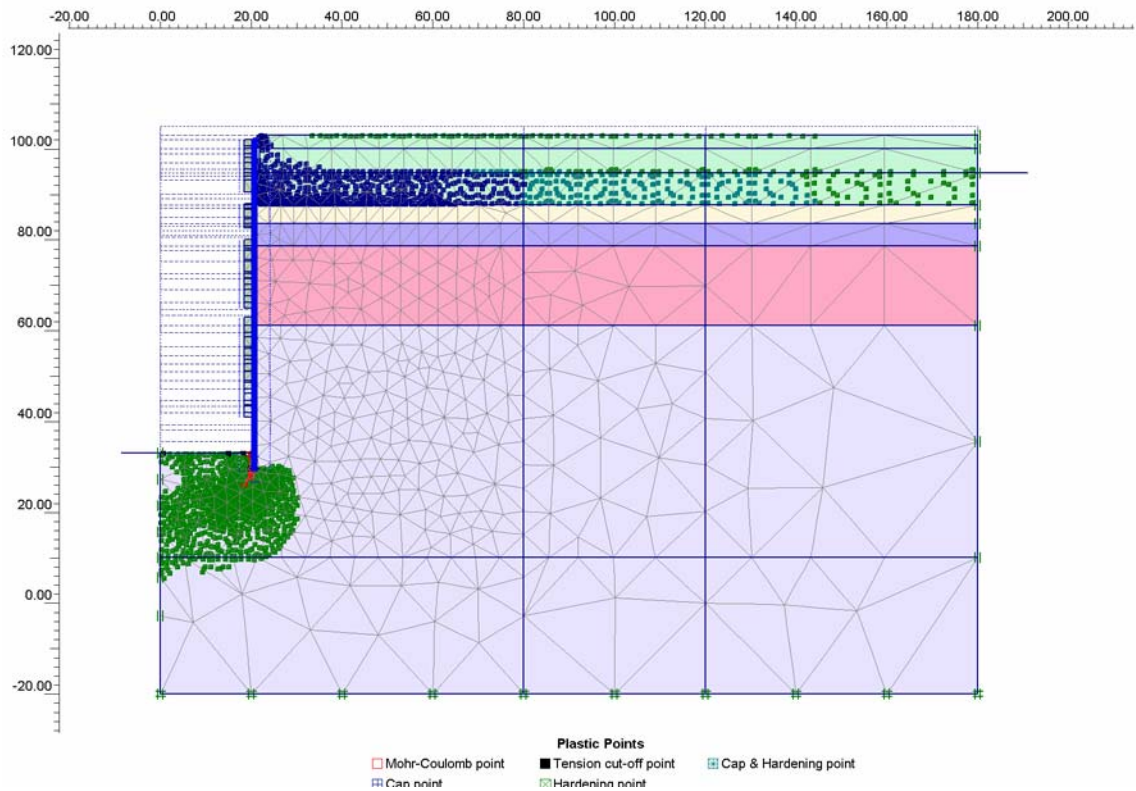 -20.00 0.00 20.00 40.00 60.00 80.00 100.00 120.00 140.00 160.00 180.00 200.00
120.00
100.00
80.00
60.00
40.00
20.00
0.00
-20.00
Plastic Points
Mohr-Coulomb point Tension cut-off point Cap & Hardening point
Cap point Hardening point